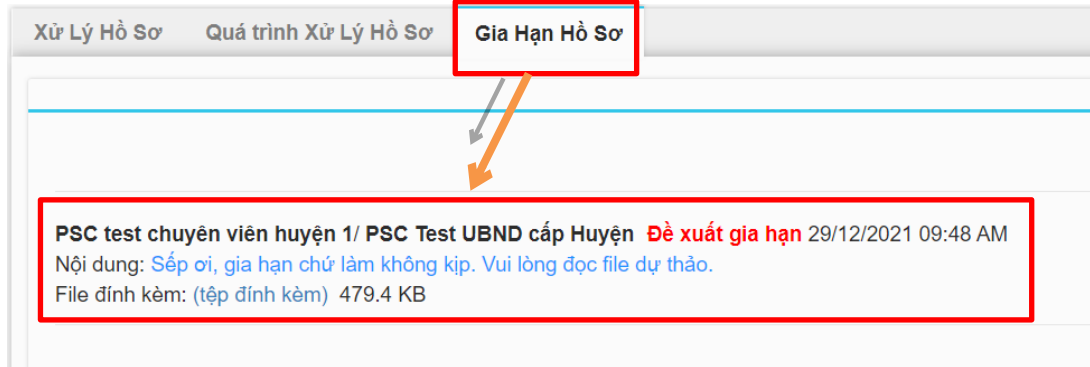 Xử Lý Hồ Sơ Quá trình Xử Lý Hồ Sơ Gia Hạn Hồ Sơ
PSC test chuyên viên huyện 1/ PSC Test UBND cấp Huyện Đề xuất gia hạn 29/12/2021 09:48 AM
Nội dung: Sếp ơi, gia hạn chứ làm không kịp. Vui lòng đọc file dự thảo.
File đính kèm: (tệp đính kèm) 479.4 KB